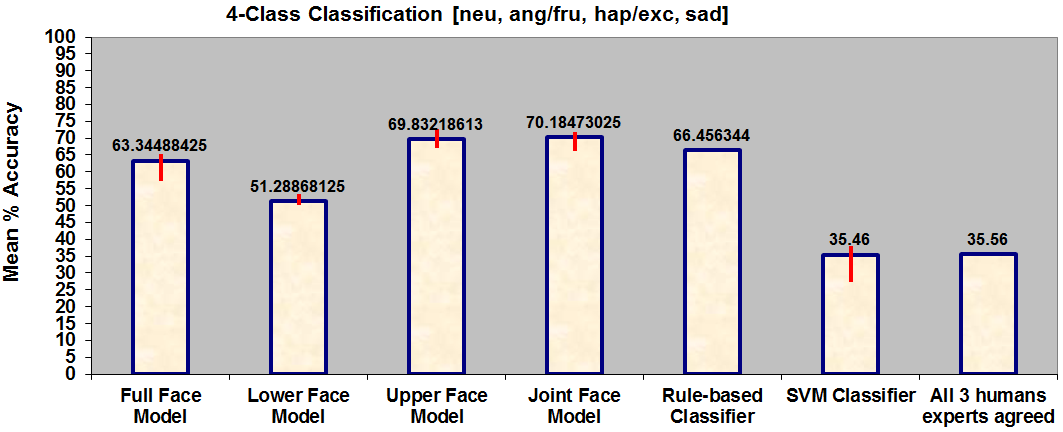 4-Class Classification [neu, ang/fru, hap/exc, sad]
Mean % Accuracy
100
95
90
85
80
75
70
65
60
55
50
45
40
35
30
25
20
15
10
5
0
63.34488425
51.28868125
69.83218613
70.18473025
66.456344
35.46
35.56
Full Face
Model
Lower Face
Model
Upper Face
Model
Joint Face
Model
Rule-based
Classifier
SVM Classifier
All 3 humans
experts agreed